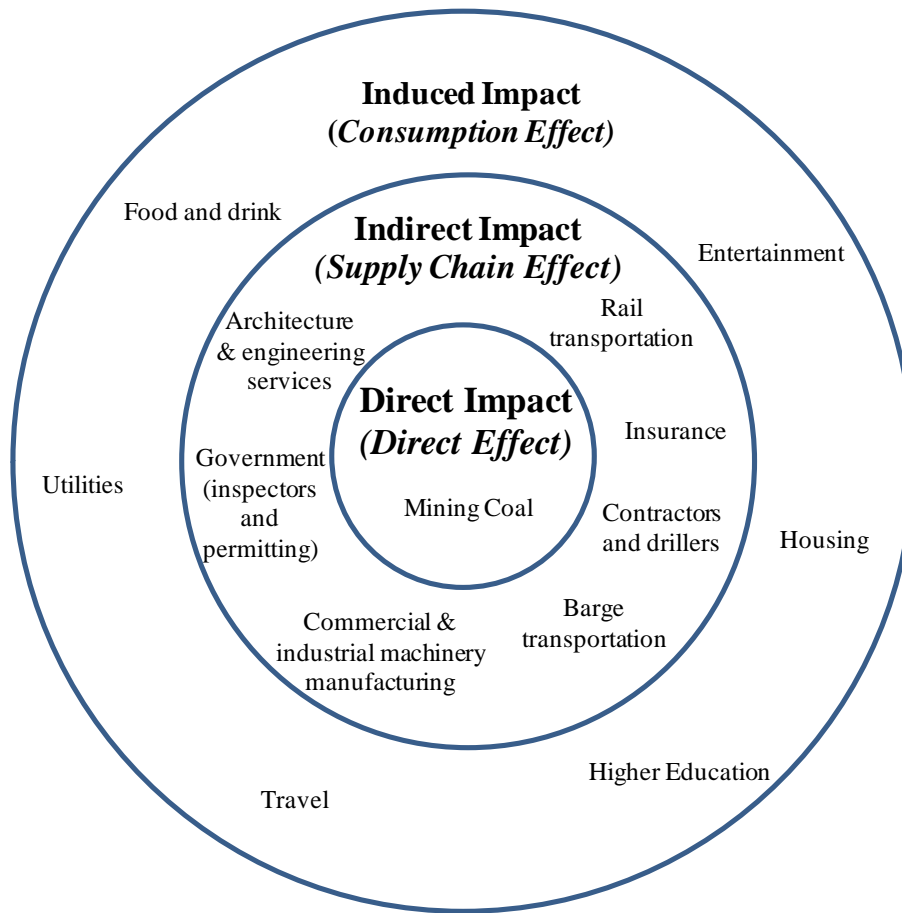 Induced Impact
(Consumption Effect)
Food and drink
Entertainment
Utilities
Housing
Travel
Higher Education
Indirect Impact
(Supply Chain Effect)
Architecture
& engineering
services
Rail
transportation
Government
(inspectors
and
permitting)
Insurance
Contractors
and drillers
Commercial &
industrial machinery
manufacturing
Barge
transportation
Direct Impact
(Direct Effect)
Mining Coal